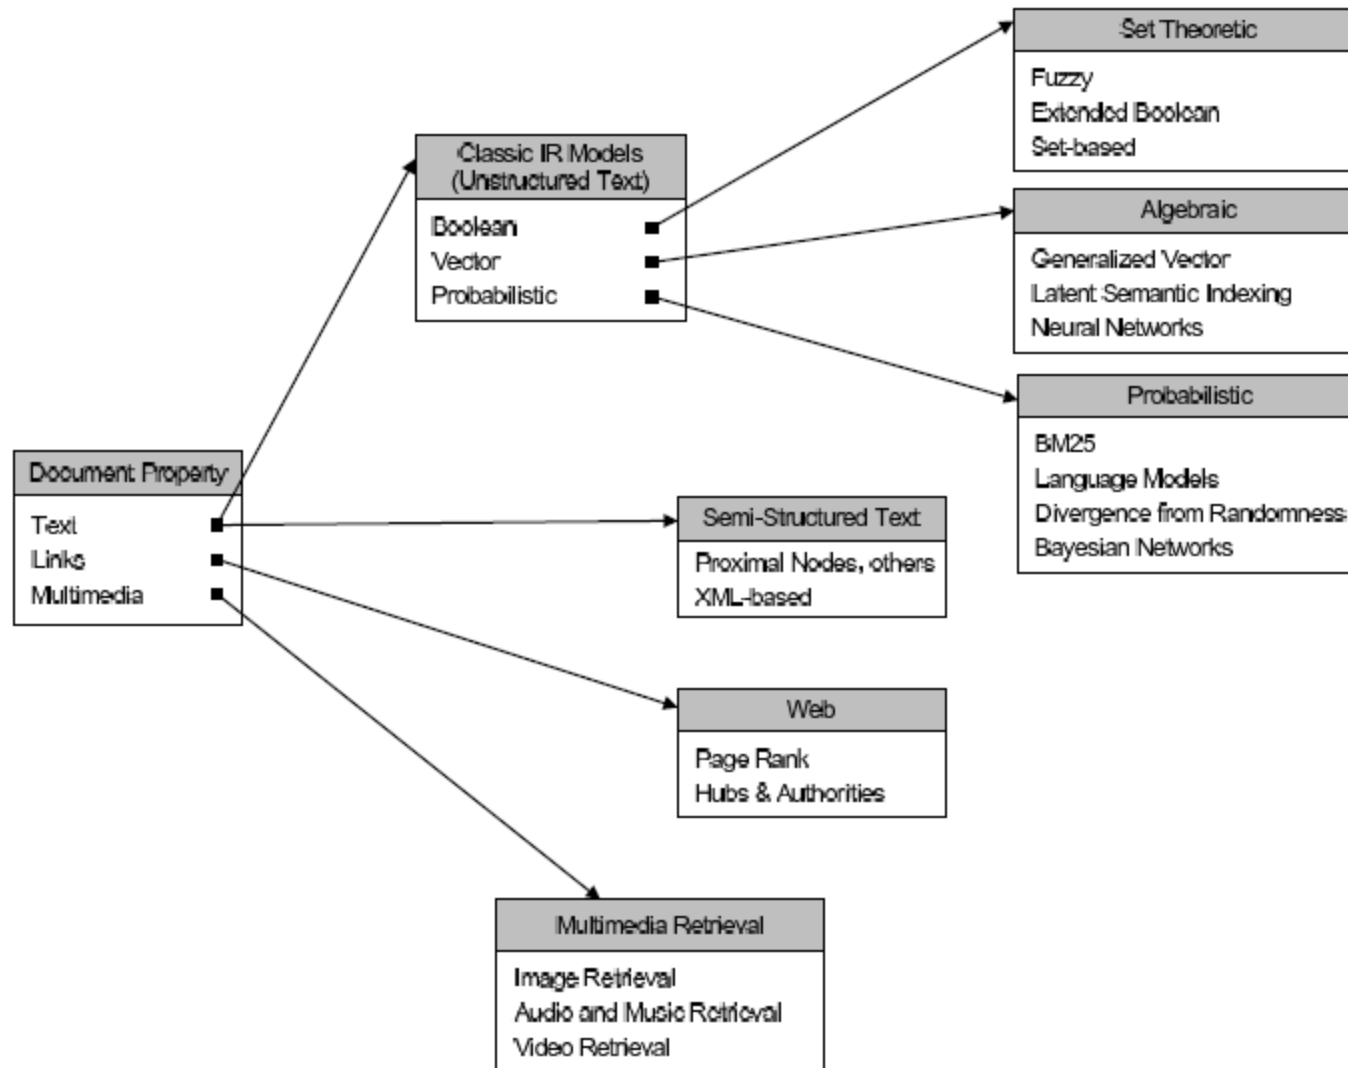 Set Theoretic
Fuzzy
Extended Boolean
Set-based
Classic IR Models
(Unstructured Text)
Boolean
Vector
Probabilistic
Algebraic
Generalized Vector
Latent Semantic Indexing
Neural Networks
Probabilistic
BM25
Language Models
Divergence from Randomness
Bayesian Networks
Document Property
Text
Links
Multimedia
Semi-Structured Text
Proximal Nodes, others
XML-based
Web
Page Rank
Hubs & Authorities
Multimedia Retrieval
Image Retrieval
Audio and Music Retrieval
Video Retrieval